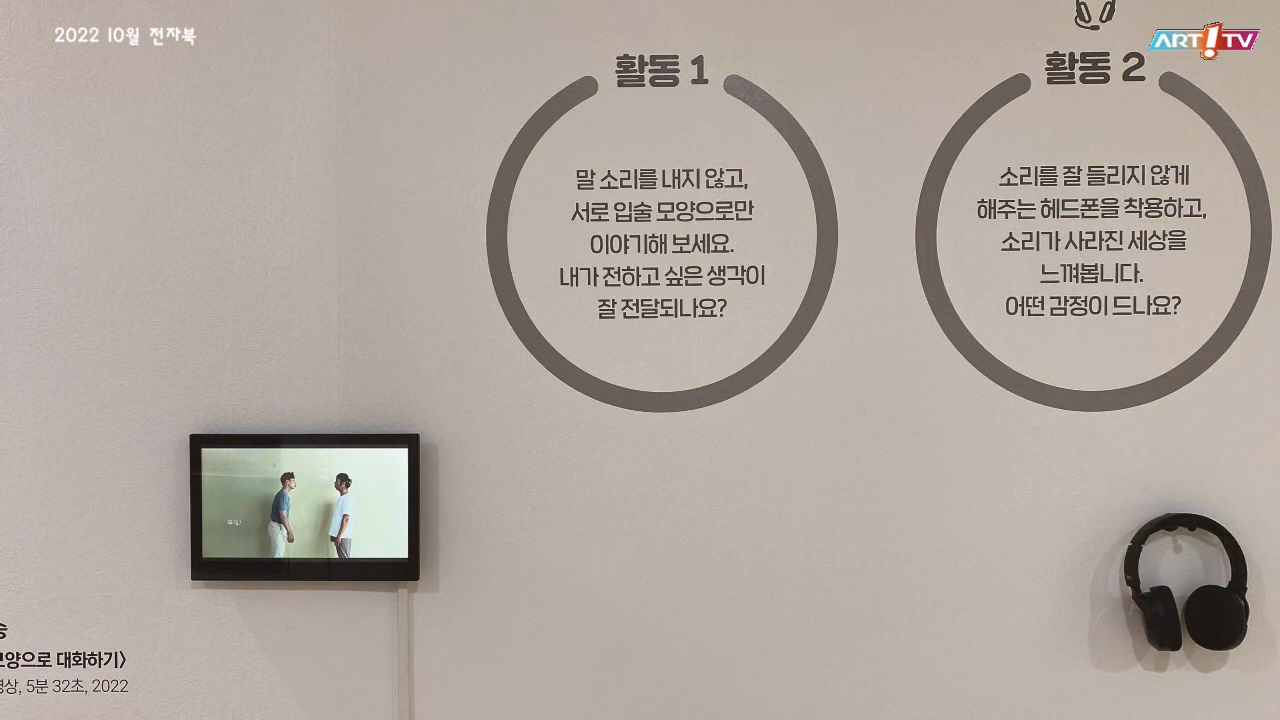 2022 10월 전자북
ART!TV
활동 1
말 소리를 내지 않고,
서로 입술 모양으로만
이야기해 보세요.
내가 전하고 싶은 생각이
잘 전달되나요?
활동 2
소리를 잘 들리지 않게
해주는 헤드폰을 착용하고,
소리가 사라진 세상을
느껴봅니다.
어떤 감정이 드나요?
모양으로 대화하기〉
영상, 5분 32초, 2022